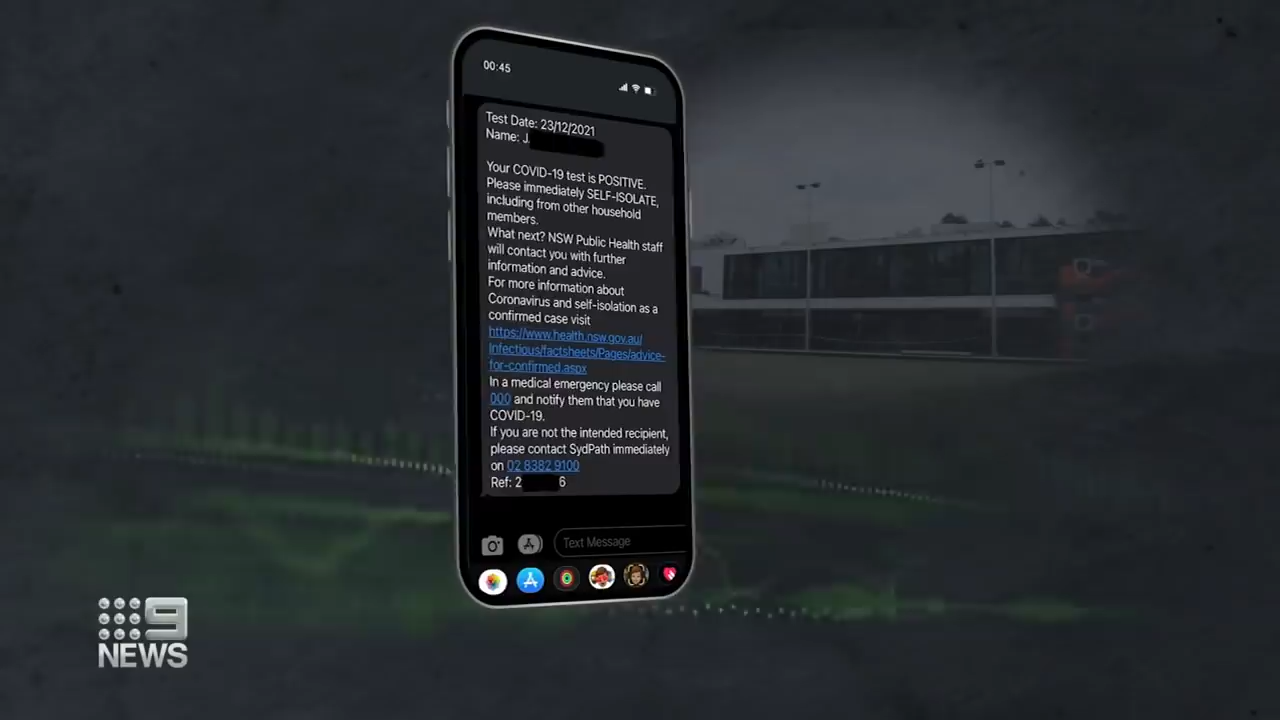 00:45
Test Date: 23/12/2021
Name: J.
Your COVID-19 test is POSITIVE.
Please immediately SELF-ISOLATE,
including from other household
members.
What next? NSW Public Health staff
will contact you with further
information and advice.
For more information about
Coronavirus and self-isolation as a
confirmed case visit
https://www.health.nsw.gov.au/
Infectious/factsheets/Pages/advice-
for-confirmed.aspx
In a medical emergency please call
000 and notify them that you have
COVID-19.
If you are not the intended recipient,
please contact SydPath immediately
on 02 8382 9100
Ref: 2 6
Text Message
9
NEWS